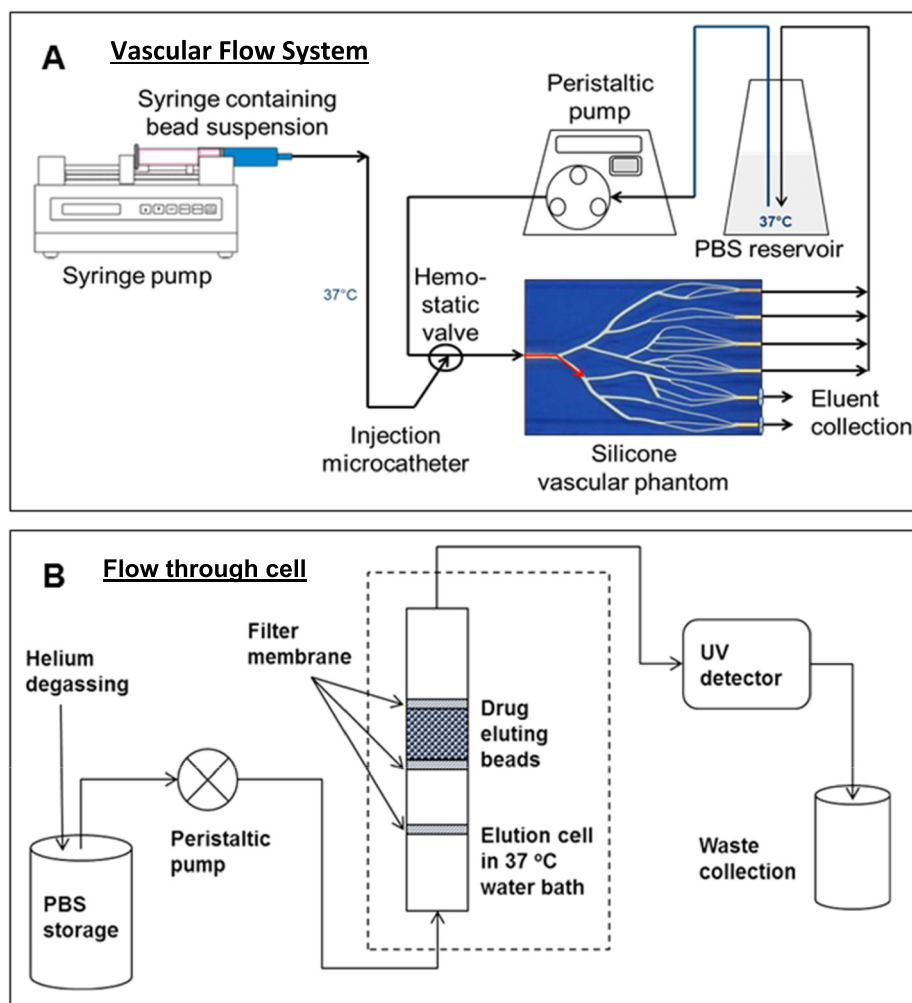 A
Vascular Flow System
Syringe containing
bead suspension
Syringe pump
37°C
Peristaltic
pump
37°C
PBS reservoir
Hemo-
static
valve
Injection
microcatheter
Silicone
vascular phantom
Eluent
collection
B
Flow through cell
Helium
degassing
Filter
membrane
PBS
storage
Peristaltic
pump
Drug
eluting
beads
Elution cell
in 37 °C
water bath
UV
detector
Waste
collection